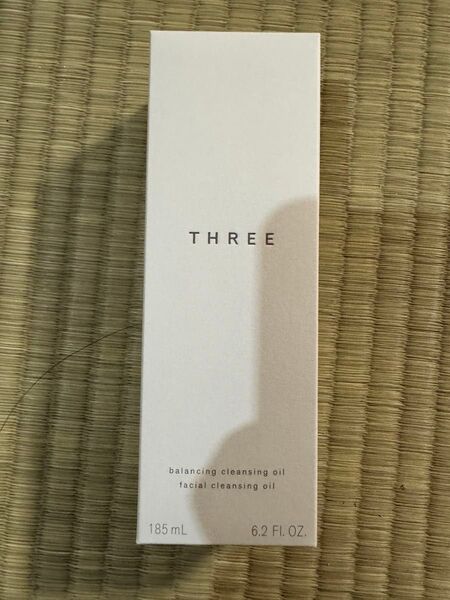 THREE
balancing cleansing oil
facial cleansing oil
185 mL 6.2 Fl. OZ.